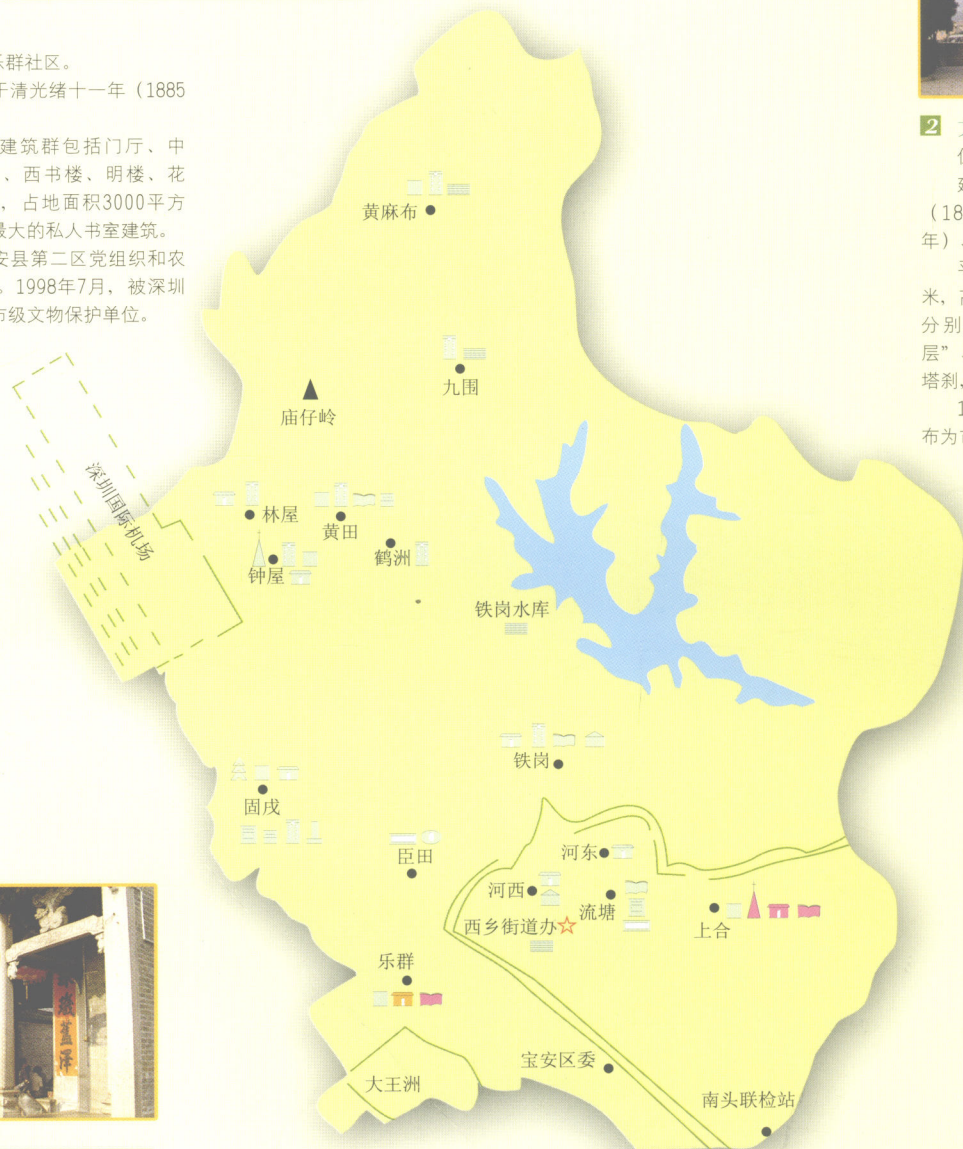 乐群社区。
于清光绪十一年（1885
建筑群包括门厅、中
、西书楼、明楼、花
，占地面积3000平方
最大的私人书室建筑。
安县第二区党组织和农
。1998年7月，被深圳
市级文物保护单位。
2
（18
年）
米，高
分别
层”
塔刹，
1
布为市
黄麻布
九围
庙仔岭
深圳国际机场
林屋
黄田
钟屋
鹤洲
铁岗水库
铁岗
固戍
臣田
河东
河西
流塘
西乡街道办
上合
乐群
宝安区委
大王洲
南头联检站